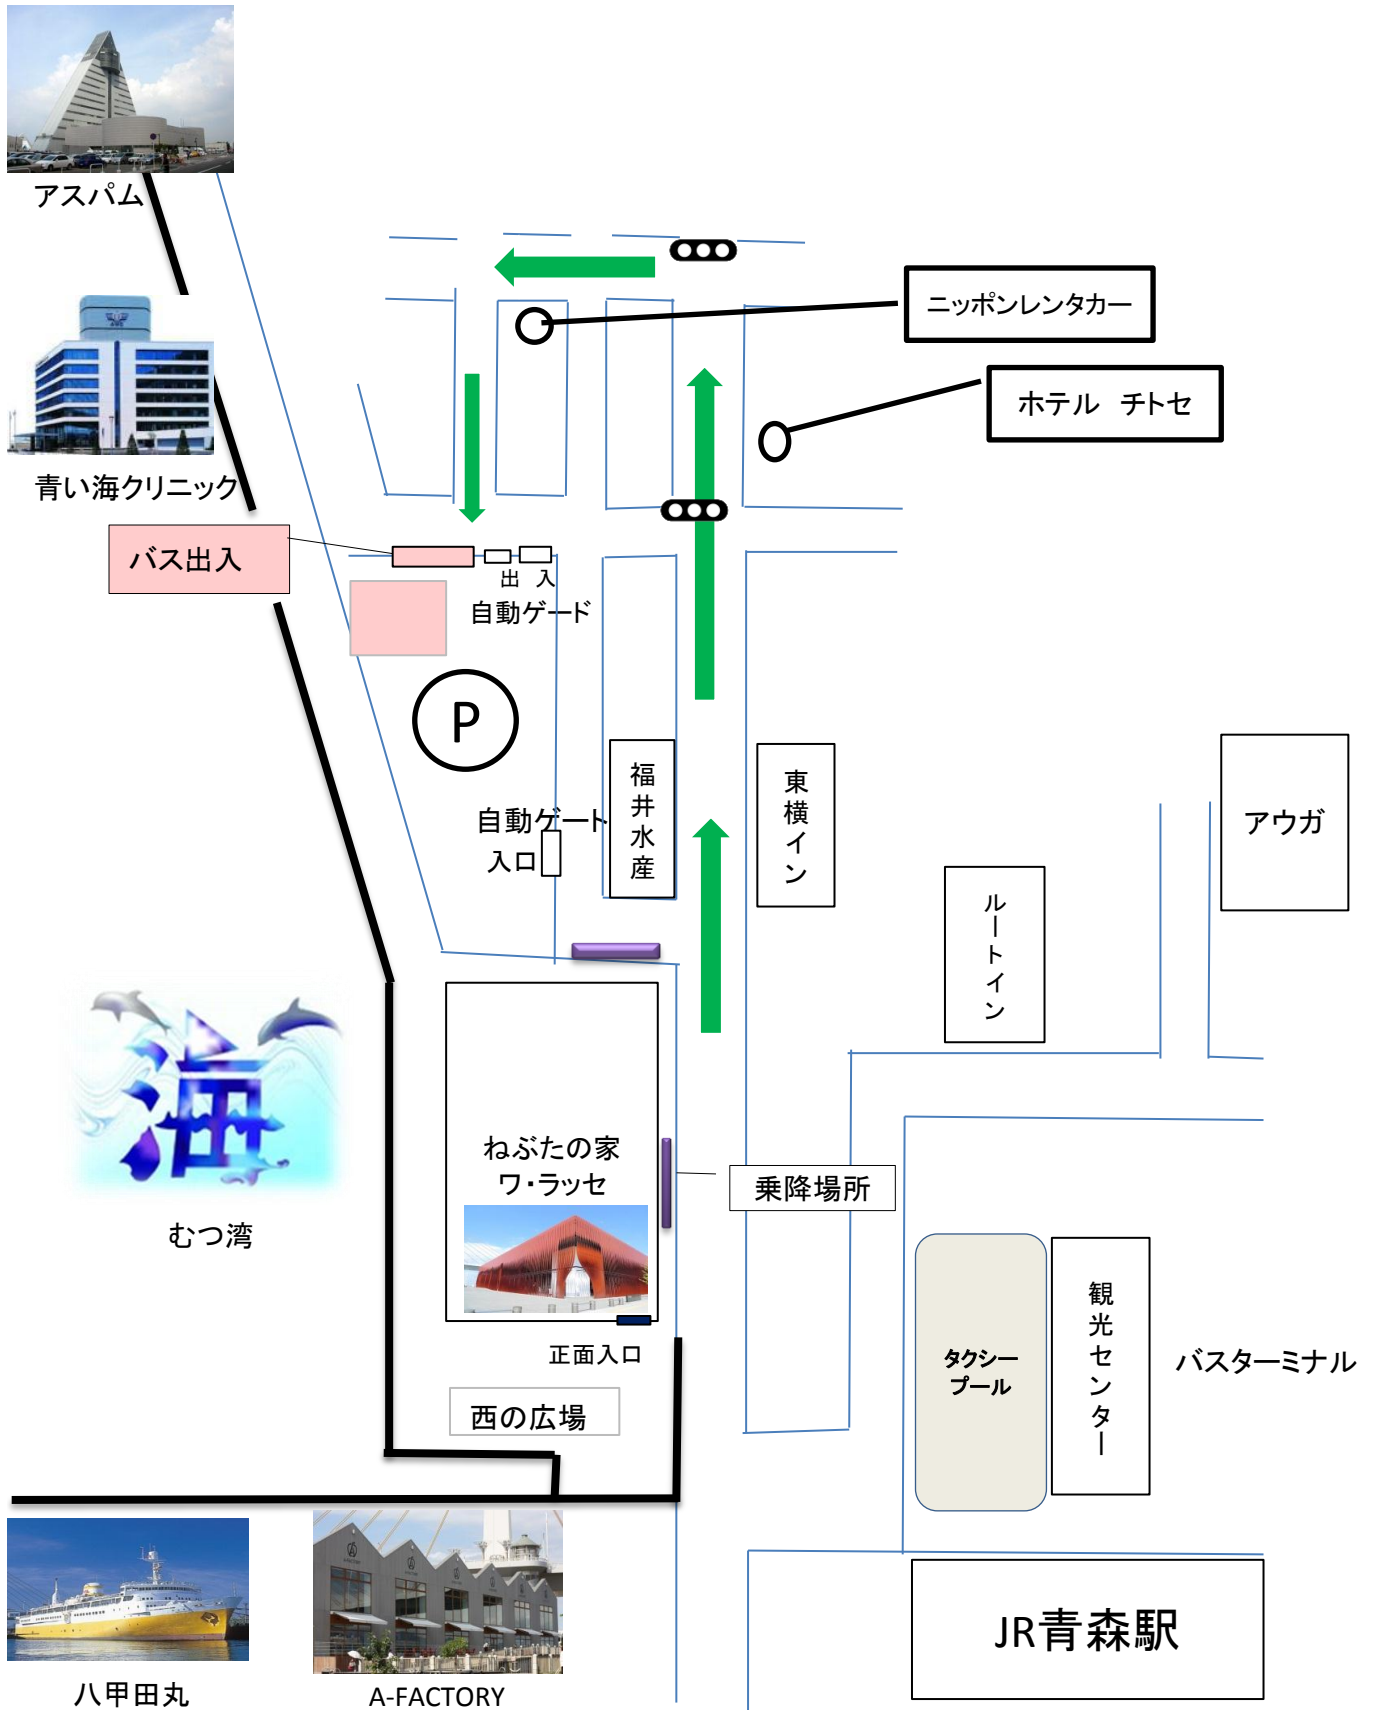 アスパム
ニッポンレンタカー
ホテル　チトセ
青い海クリニック
バス出入
出　入
自動ゲード
P
福井水産
東横イン
アウガ
自動ゲート
入口
ルートイン
海
ねぶたの家
ワ・ラッセ
乗降場所
むつ湾
正面入口
西の広場
タクシー
プール
観光センター
バスターミナル
JR青森駅
八甲田丸
A-FACTORY